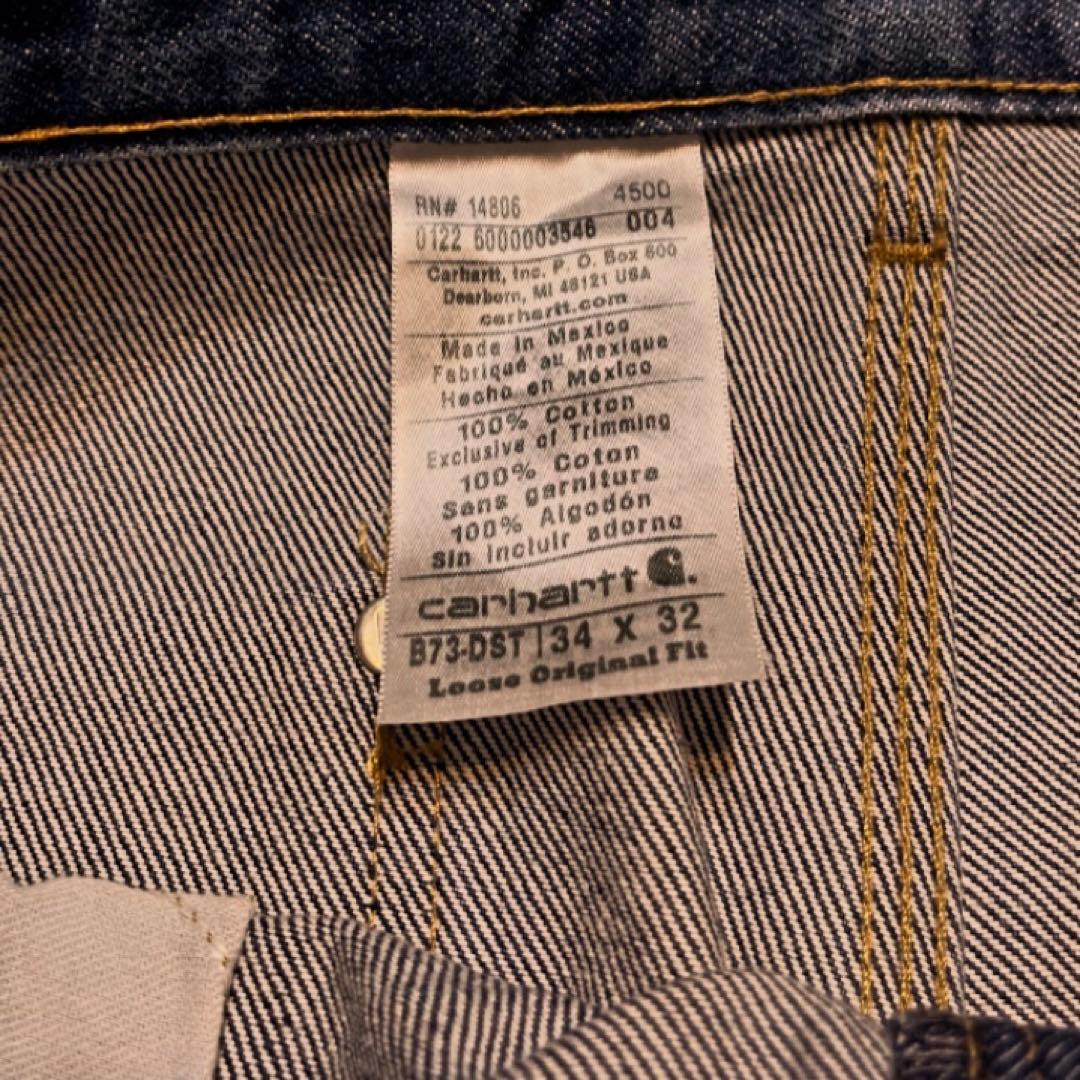 RN# 14806 4500
0122 6000003546 004
Carhartt, Inc. P. O. Box 600
Dearborn, MI 48121 USA
carhartt.com
Made in Mexico
Fabriqué au Mexique
Hecho en México
100% Cotton
Exclusive of Trimming
100% Coton
Sans garniture
100% Algodón
Sin incluir adorno
carhartt
B73-DST | 34 X 32
Loose Original Fit